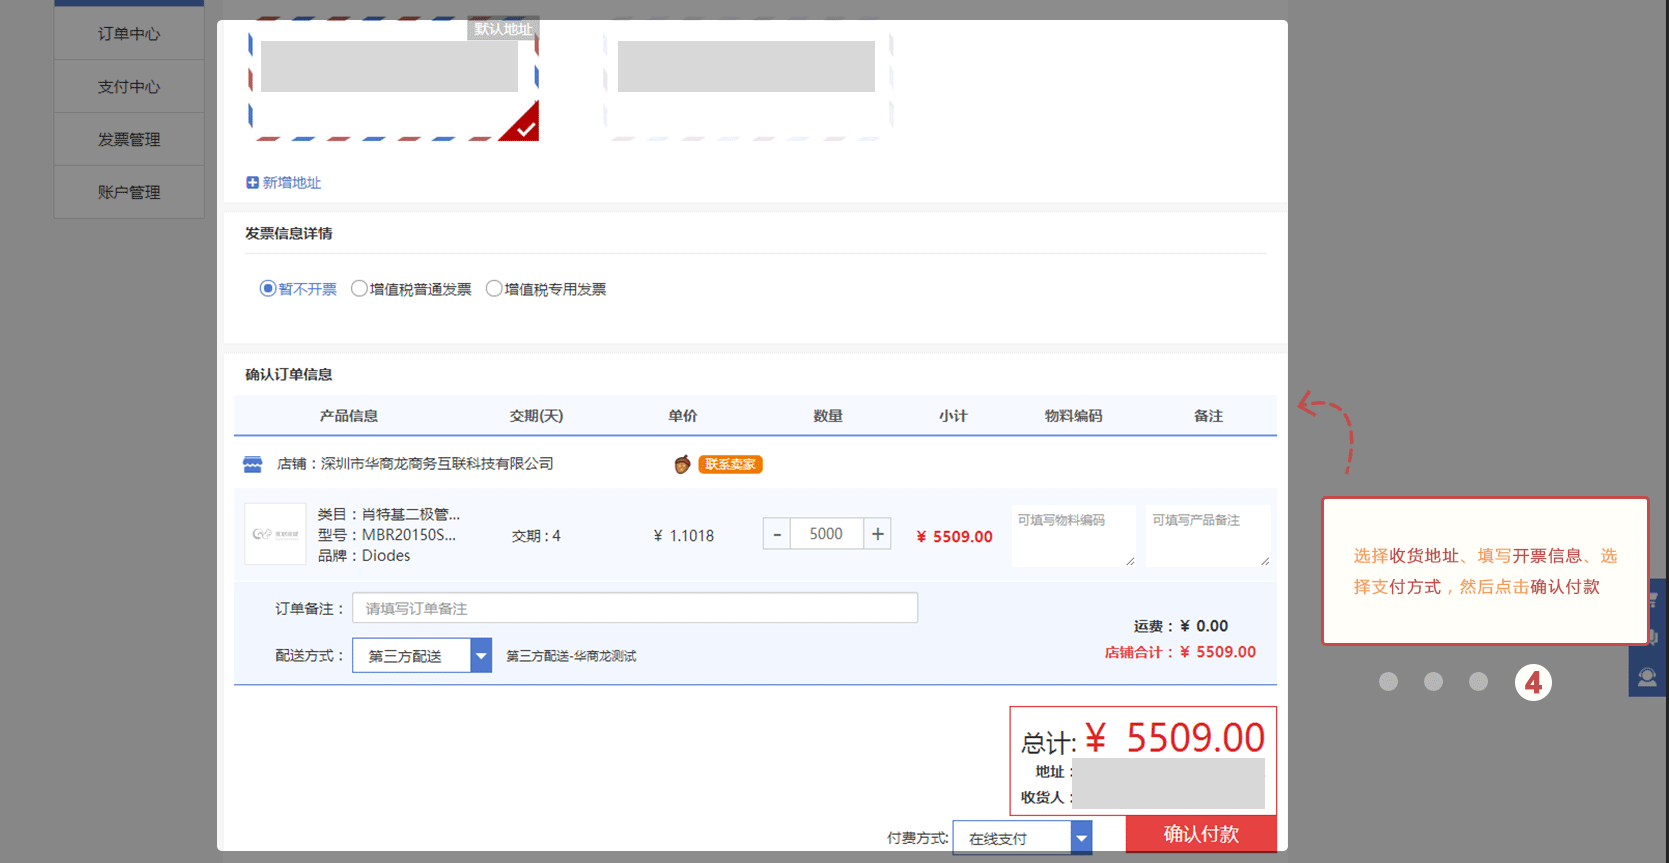 订单中心
支付中心
发票管理
账户管理
默认地址
新增地址
发票信息详情
暂不开票 增值税普通发票 增值税专用发票
确认订单信息
产品信息 交期(天) 单价 数量 小计 物料编码 备注
店铺：深圳市华商龙商务互联科技有限公司 联系卖家
类目：肖特基二极管...
型号：MBR20150S...
品牌：Diodes
交期 : 4 ¥ 1.1018 - 5000 + ¥ 5509.00 可填写物料编码 可填写产品备注
订单备注： 请填写订单备注
配送方式： 第三方配送 第三方配送-华商龙测试
运费：¥ 0.00
店铺合计：¥ 5509.00
总计: ¥ 5509.00
地址：
收货人：
付费方式: 在线支付 确认付款
选择收货地址、填写开票信息、选
择支付方式，然后点击确认付款
4